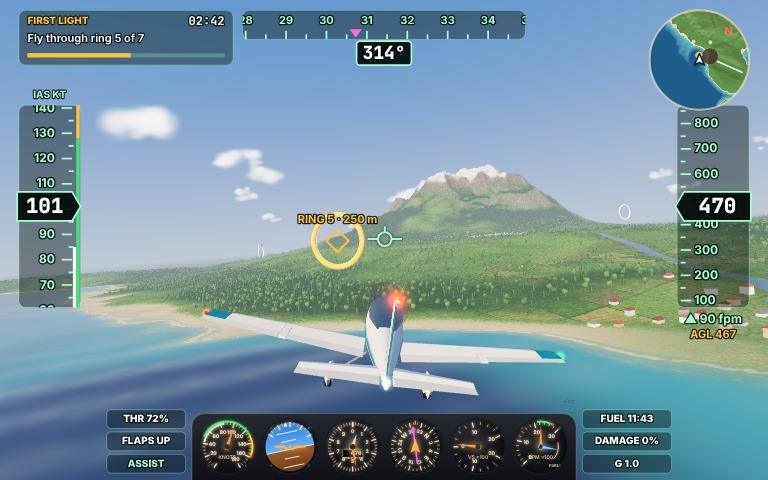 FIRST LIGHT 02:42
Fly through ring 5 of 7
28 29 30 31 32 33 34
314°
N
IAS KT
140
130
120
110
101
90
80
70
800
700
600
470
400
300
200
100
▲ 90 fpm
AGL 467
RING 5 · 250 m
THR 72%
FLAPS UP
ASSIST
FUEL 11:43
DAMAGE 0%
G 1.0